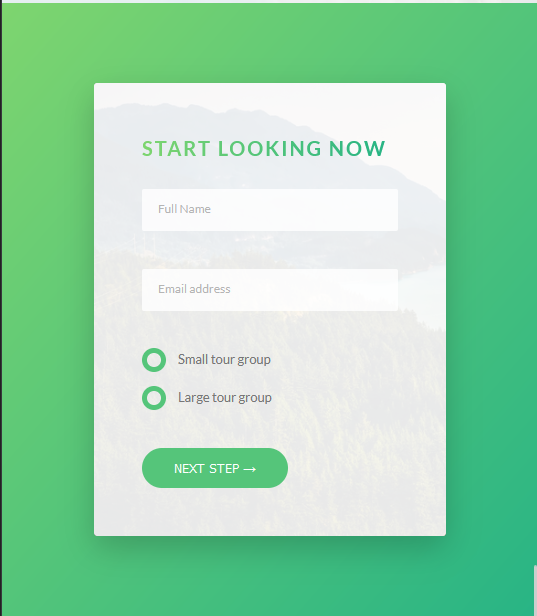 START LOOKING NOW
Full Name
Email address
Small tour group
Large tour group
NEXT STEP →